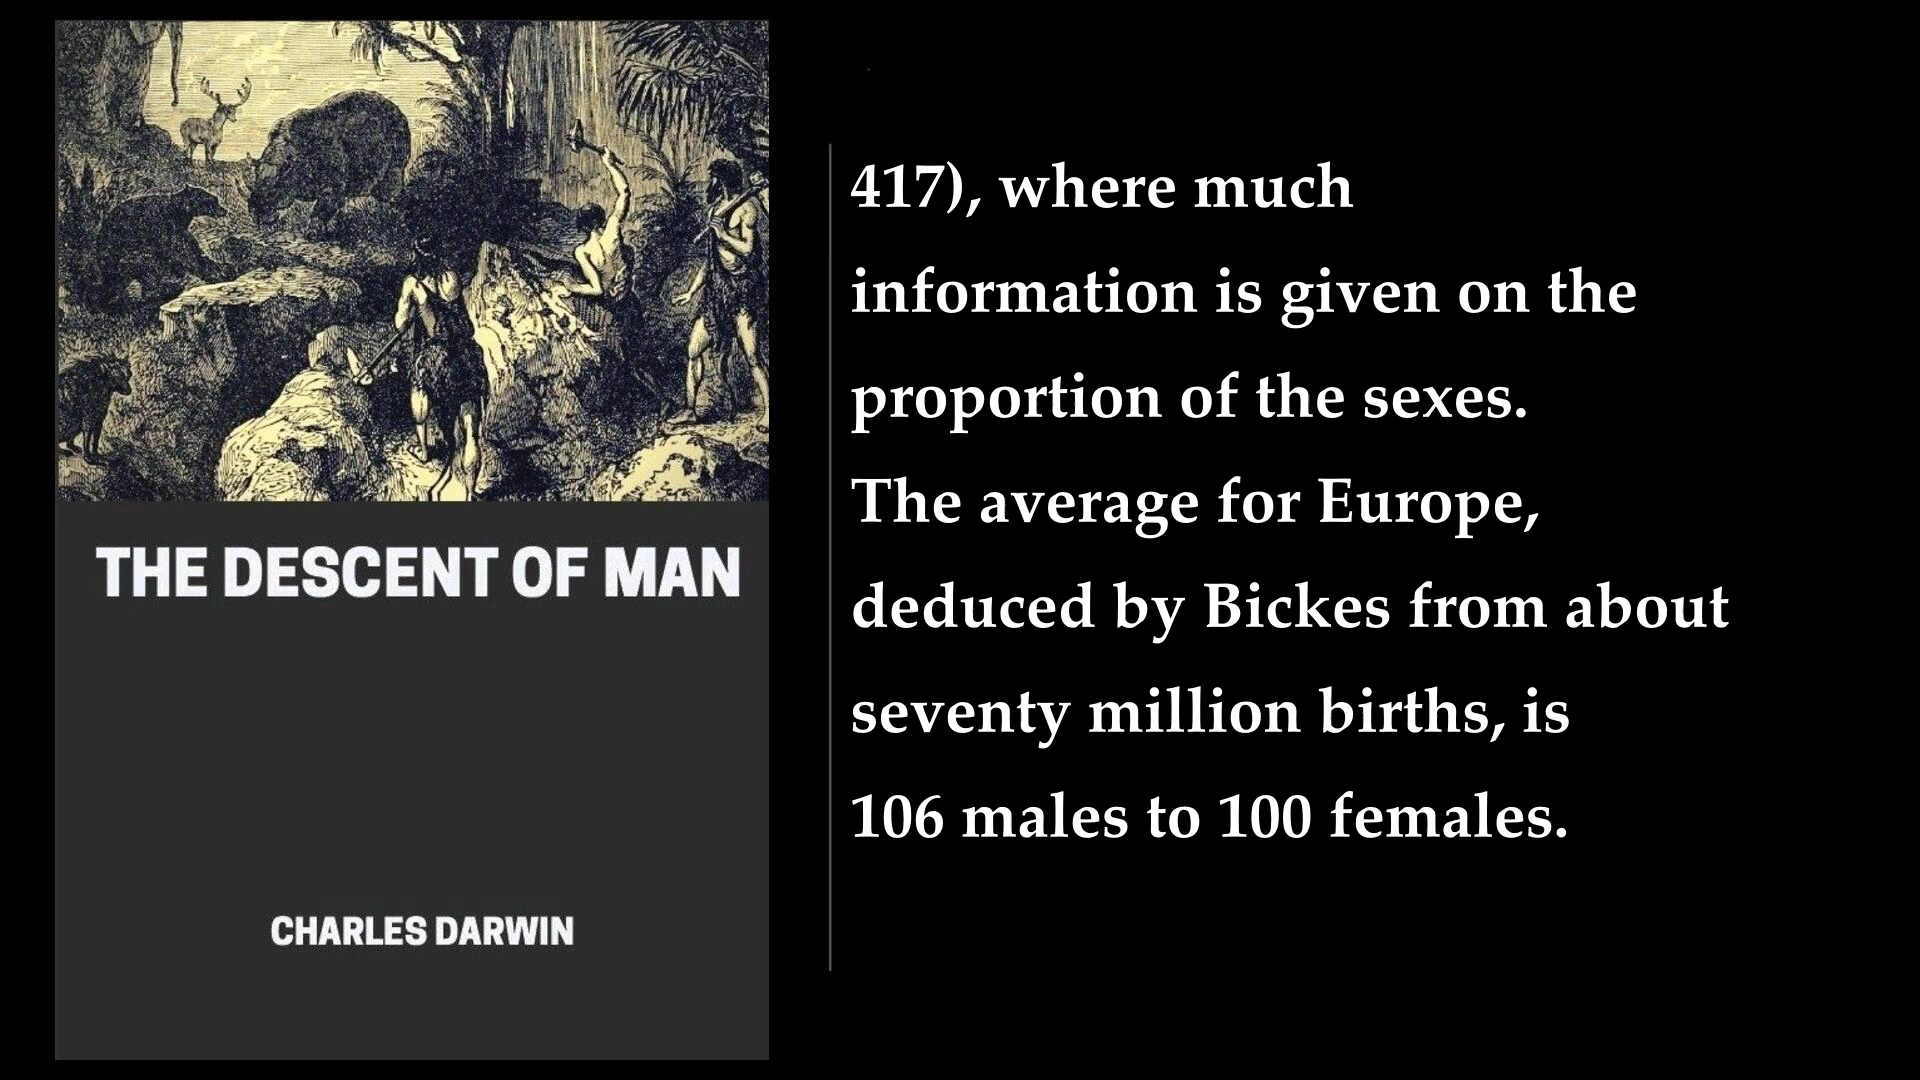 THE DESCENT OF MAN
CHARLES DARWIN
417), where much
information is given on the
proportion of the sexes.
The average for Europe,
deduced by Bickes from about
seventy million births, is
106 males to 100 females.